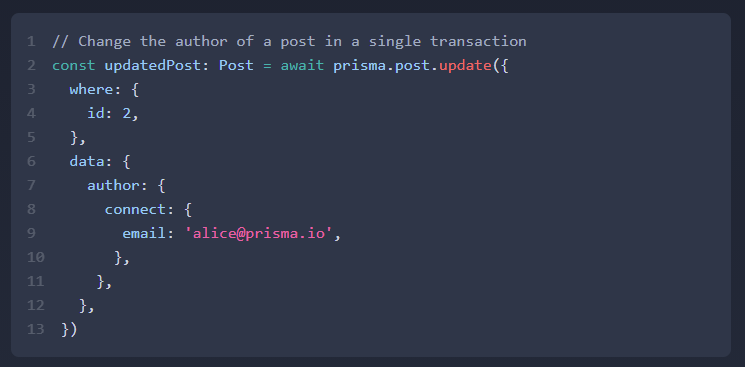 1 // Change the author of a post in a single transaction
2 const updatedPost: Post = await prisma.post.update({
3   where: {
4     id: 2,
5   },
6   data: {
7     author: {
8       connect: {
9         email: 'alice@prisma.io',
10        },
11      },
12    },
13  })